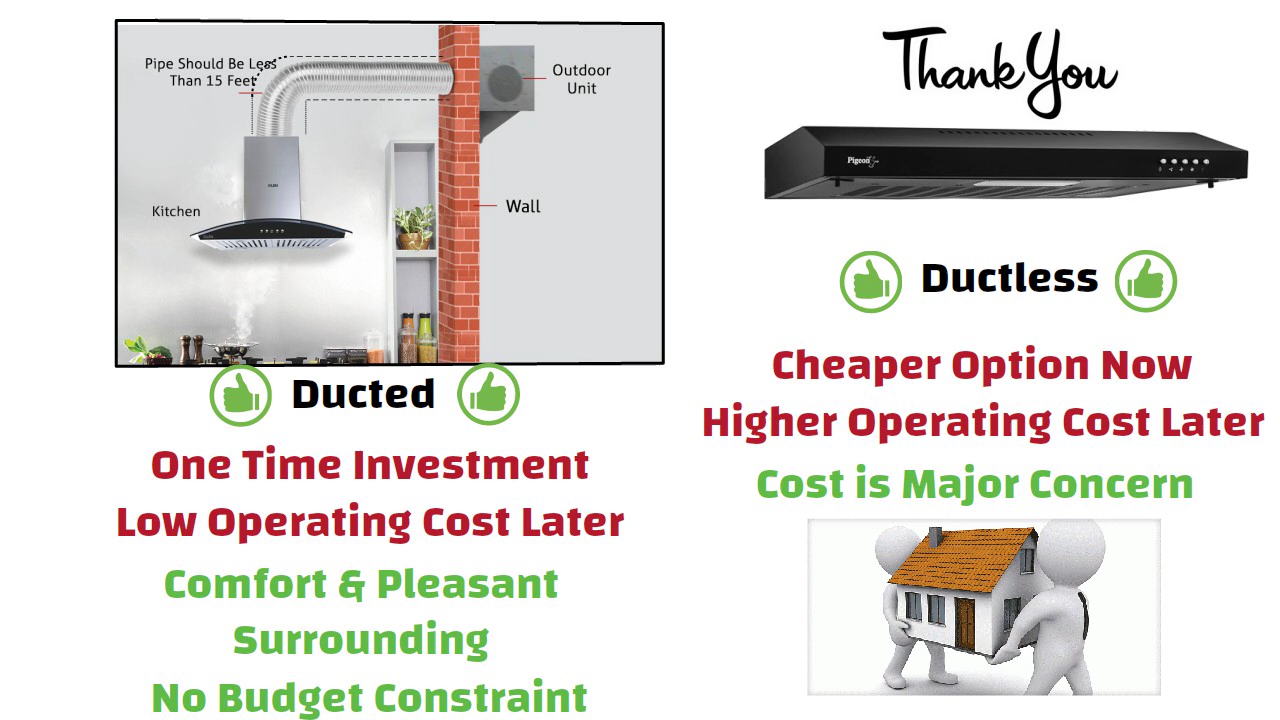 Pipe Should Be Less
Than 15 Feet
Outdoor
Unit
Kitchen
Wall
Ducted
One Time Investment
Low Operating Cost Later
Comfort & Pleasant
Surrounding
No Budget Constraint
Thank You
Pigeon
Ductless
Cheaper Option Now
Higher Operating Cost Later
Cost is Major Concern